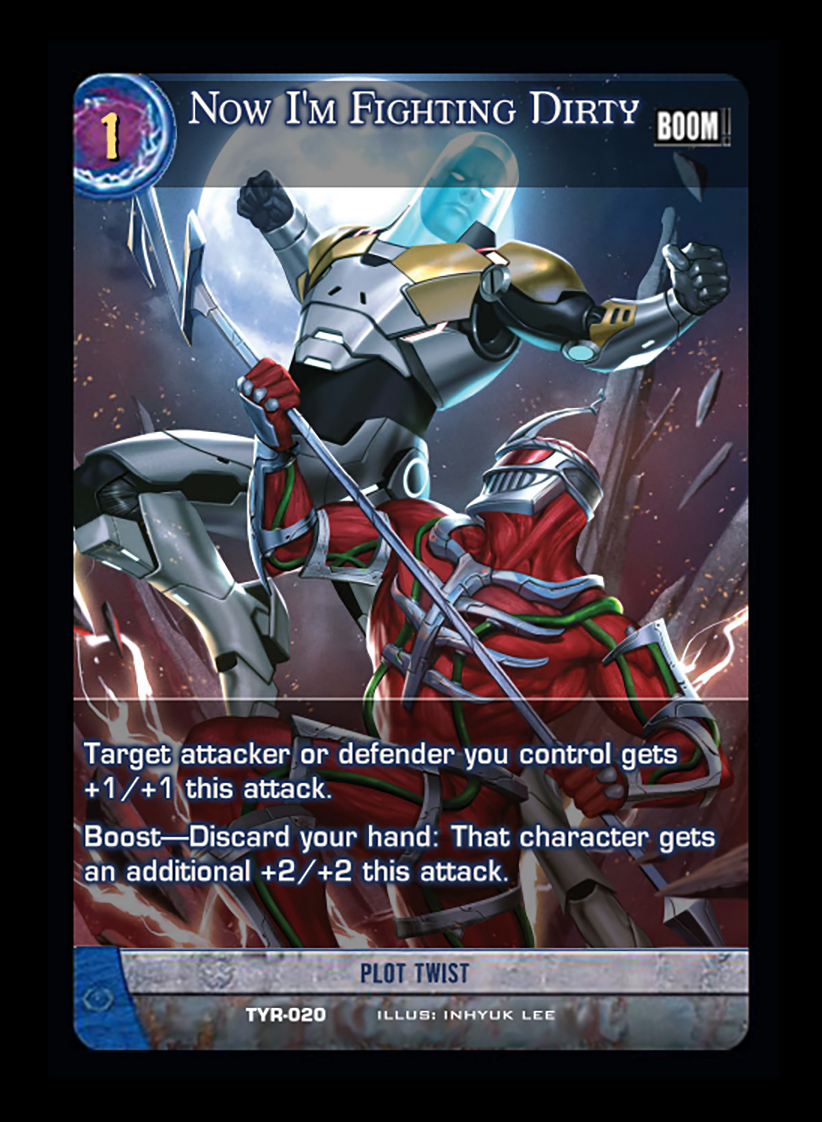 1
Now I'm Fighting Dirty
BOOM!
Target attacker or defender you control gets
+1/+1 this attack.
Boost—Discard your hand: That character gets
an additional +2/+2 this attack.
PLOT TWIST
TYR-020 ILLUS: INHYUK LEE